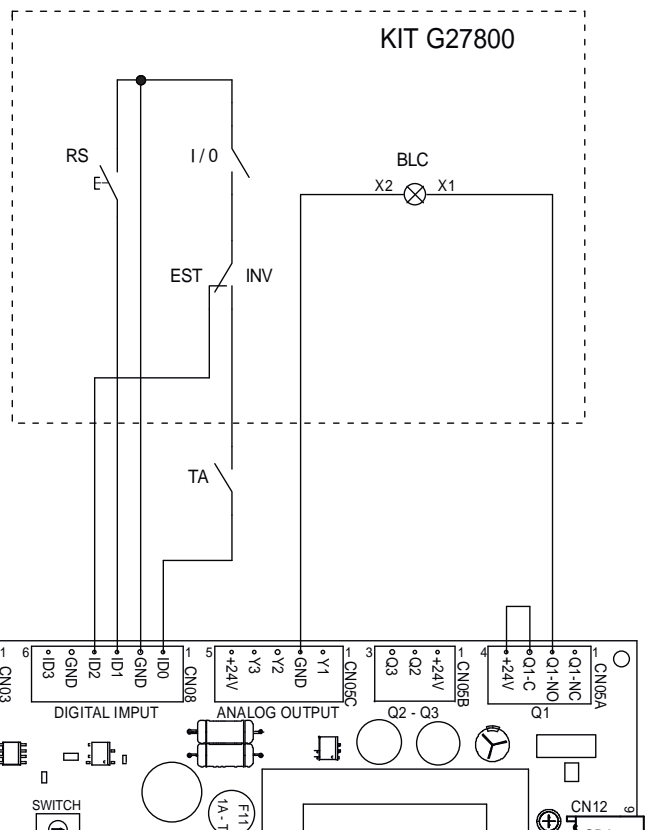 KIT G27800
RS
I / 0
BLC
X2
X1
EST
INV
TA
1
6
ID3
GND
ID2
ID1
GND
ID0
1
5
+24V
Y3
Y2
GND
Y1
1
3
Q3
Q2
+24V
1
4
+24V
Q1-C
Q1-NO
Q1-NC
1
CN03
CN08
CN05C
CN05B
CN05A
DIGITAL IMPUT
ANALOG OUTPUT
Q2 - Q3
Q1
SWITCH
F11
CN12